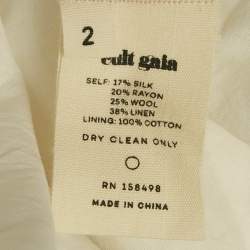 2
cult gaia
SELF: 17% SILK
20% RAYON
25% WOOL
38% LINEN
LINING: 100% COTTON
DRY CLEAN ONLY
RN 158498
MADE IN CHINA